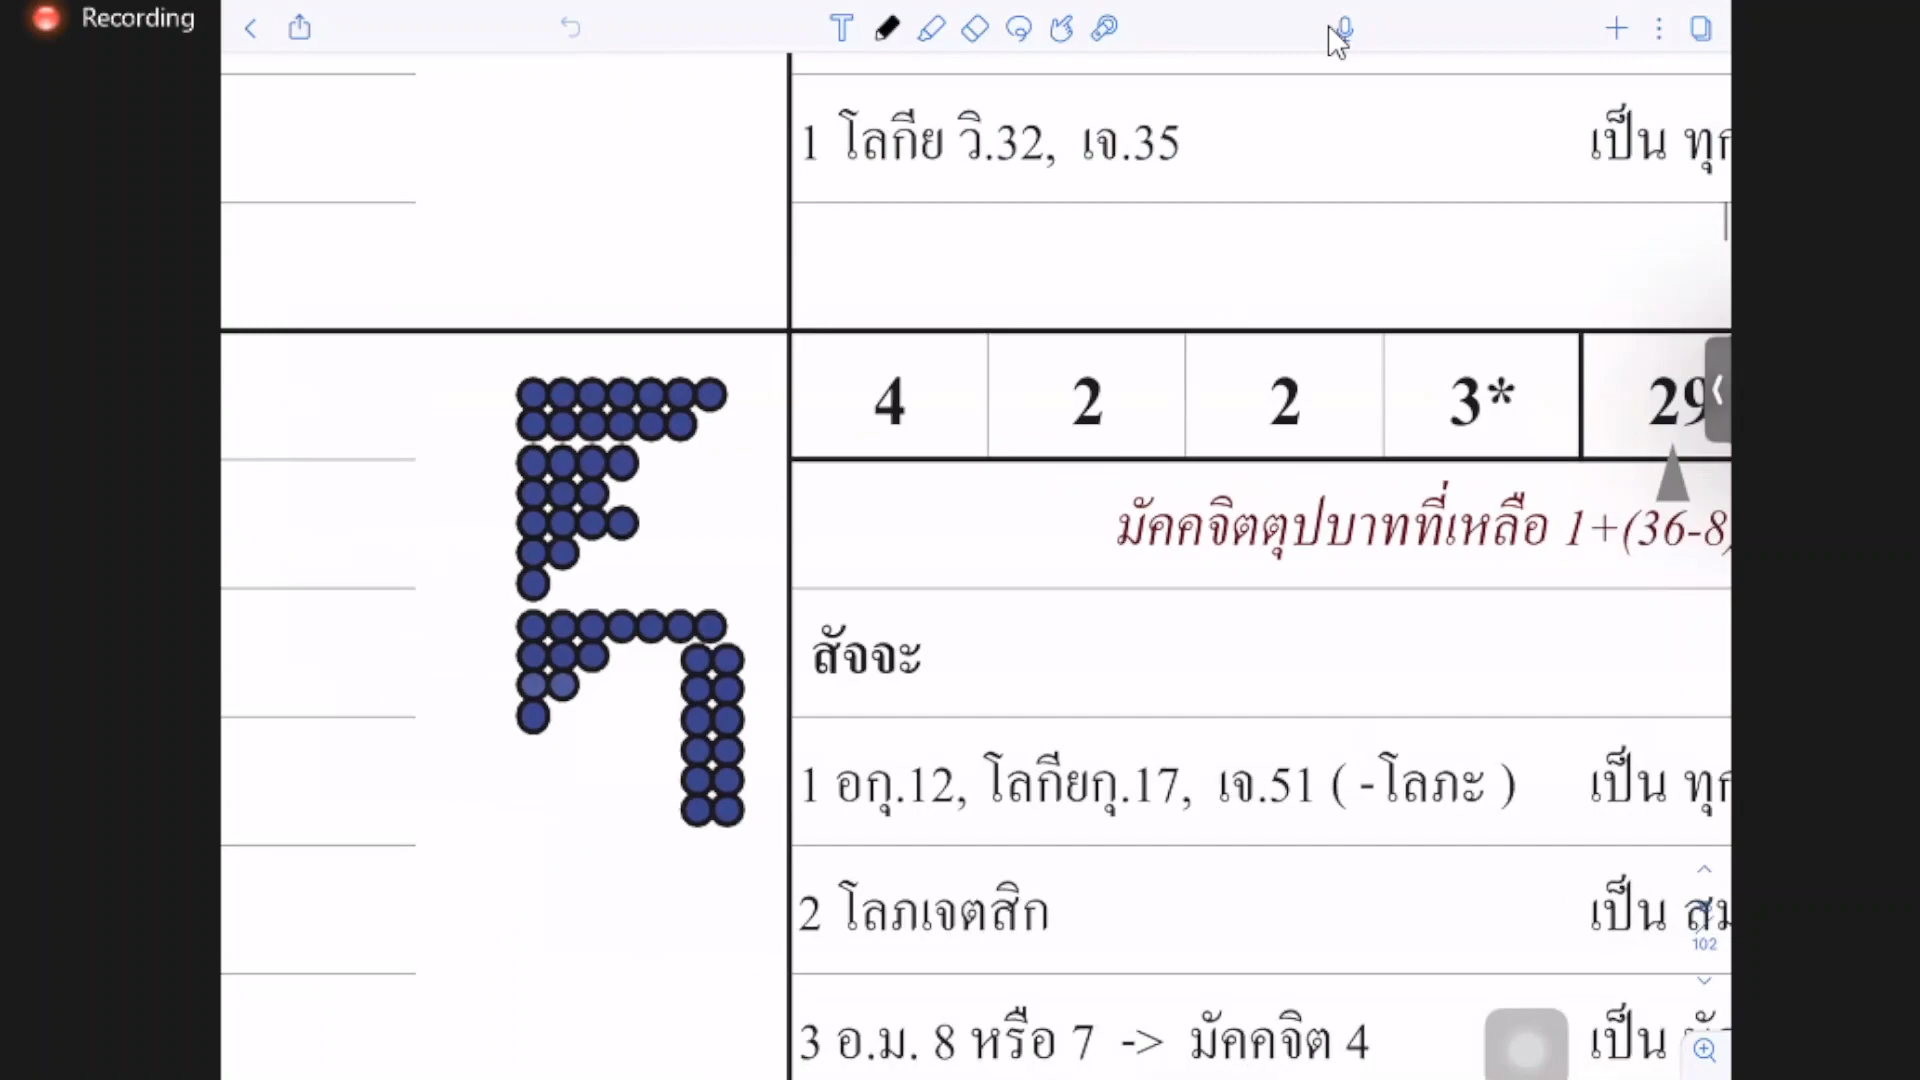 Recording
1 โลกีย วิ.32, เจ.35 เป็น
4 2 2 3* 29
มัคคจิตตุปบาทที่เหลือ 1+(36-8
สัจจะ
1 อกุ.12, โลกียกุ.17, เจ.51 ( -โลภะ ) เป็น
2 โลภเจตสิก เป็น
102
3 อ.ม. 8 หรือ 7 -> มัคคจิต 4 เป็น